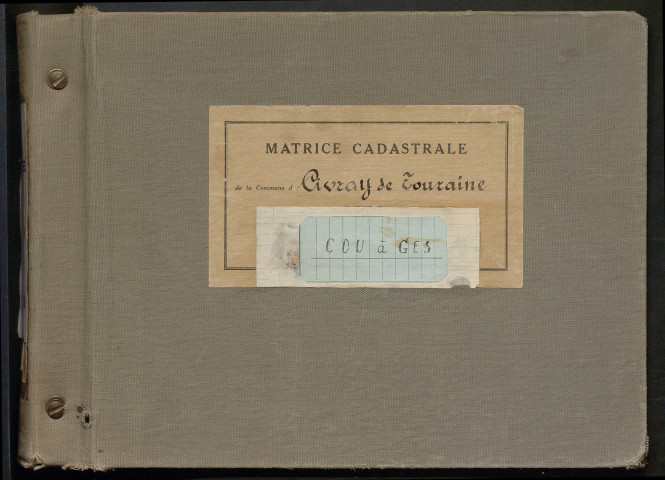 MATRICE CADASTRALE
de la Commune d Civray de Touraine
COU à GES